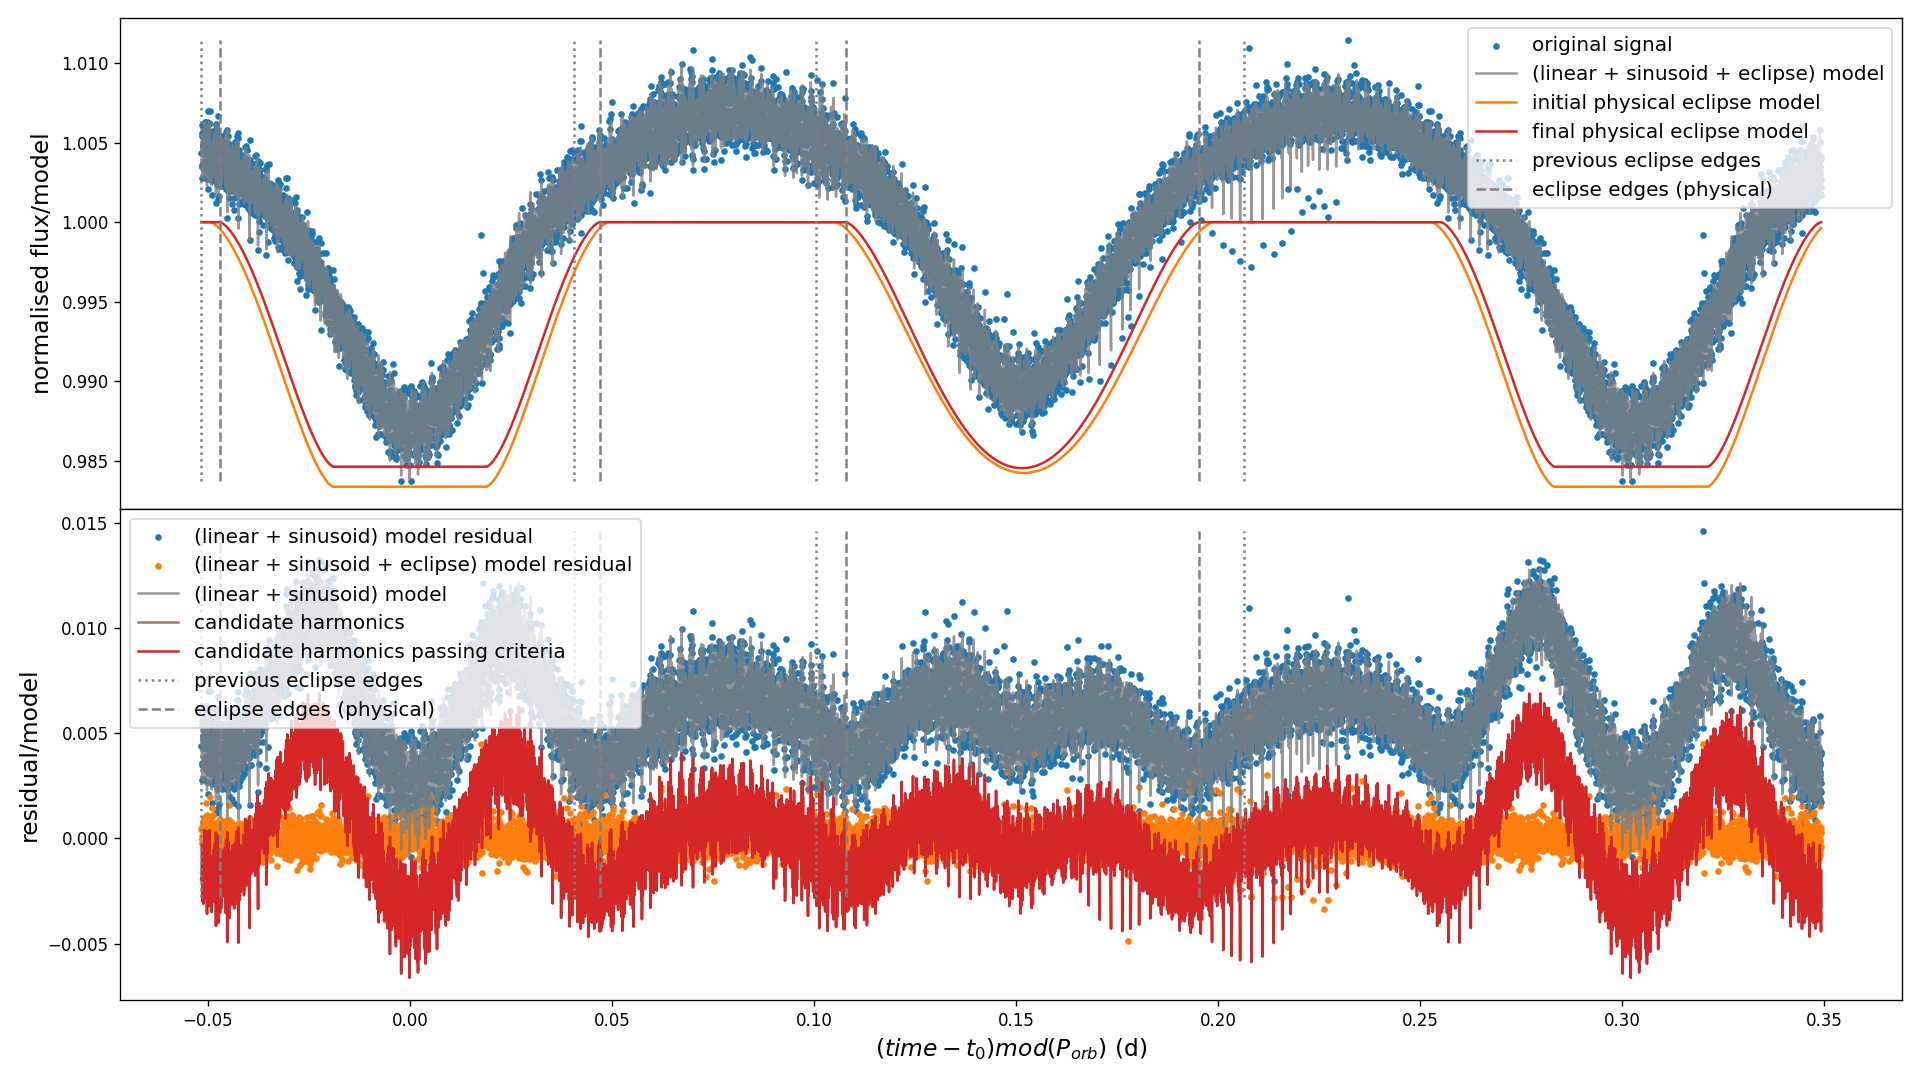 normalised flux/model
1.010
1.005
1.000
0.995
0.990
0.985
original signal
(linear + sinusoid + eclipse) model
initial physical eclipse model
final physical eclipse model
previous eclipse edges
eclipse edges (physical)
residual/model
0.015
0.010
0.005
0.000
−0.005
(linear + sinusoid) model residual
(linear + sinusoid + eclipse) model residual
(linear + sinusoid) model
candidate harmonics
candidate harmonics passing criteria
previous eclipse edges
eclipse edges (physical)
−0.05 0.00 0.05 0.10 0.15 0.20 0.25 0.30 0.35
(time − t₀)mod(P_orb) (d)